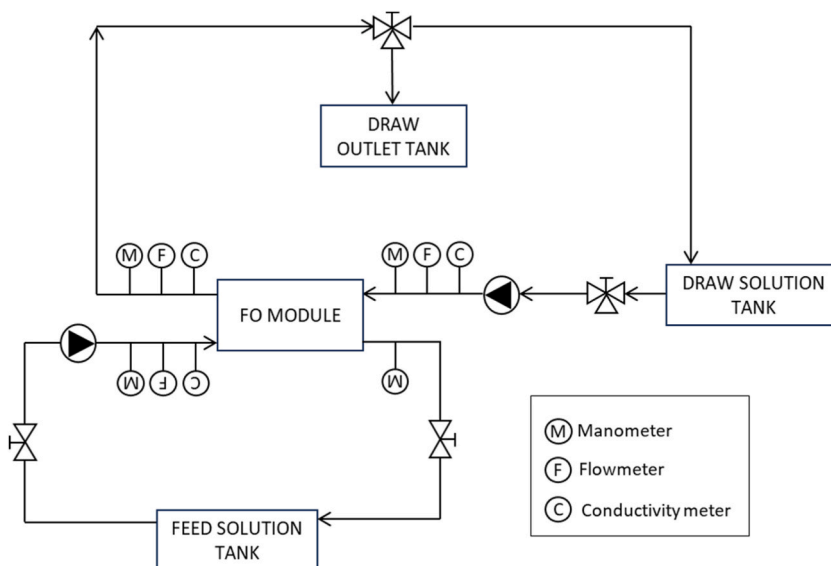 DRAW
OUTLET TANK
M F C
M F C
FO MODULE
DRAW SOLUTION
TANK
M F C
M
M Manometer
F Flowmeter
C Conductivity meter
FEED SOLUTION
TANK